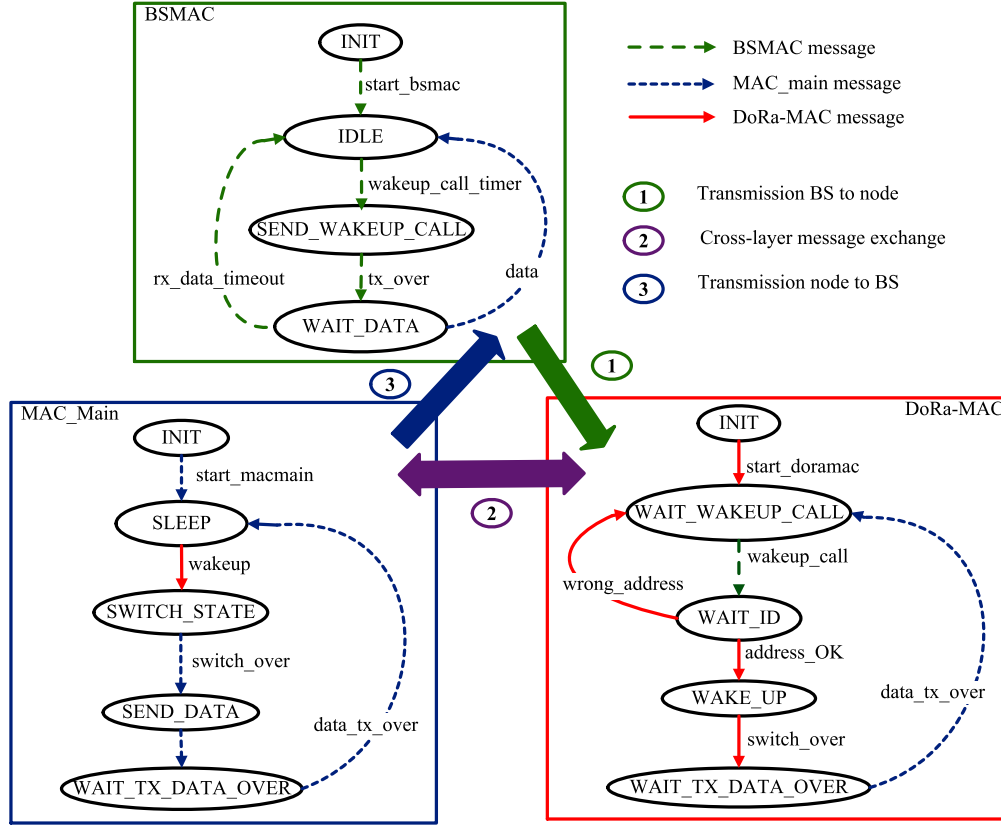 BSMAC
INIT
start_bsmac
IDLE
wakeup_call_timer
SEND_WAKEUP_CALL
rx_data_timeout
tx_over
data
WAIT_DATA
BSMAC message
MAC_main message
DoRa-MAC message
1 Transmission BS to node
2 Cross-layer message exchange
3 Transmission node to BS
3
1
2
MAC_Main
INIT
start_macmain
SLEEP
wakeup
SWITCH_STATE
switch_over
SEND_DATA
data_tx_over
WAIT_TX_DATA_OVER
DoRa-MAC
INIT
start_doramac
WAIT_WAKEUP_CALL
wakeup_call
wrong_address
WAIT_ID
address_OK
WAKE_UP
data_tx_over
switch_over
WAIT_TX_DATA_OVER